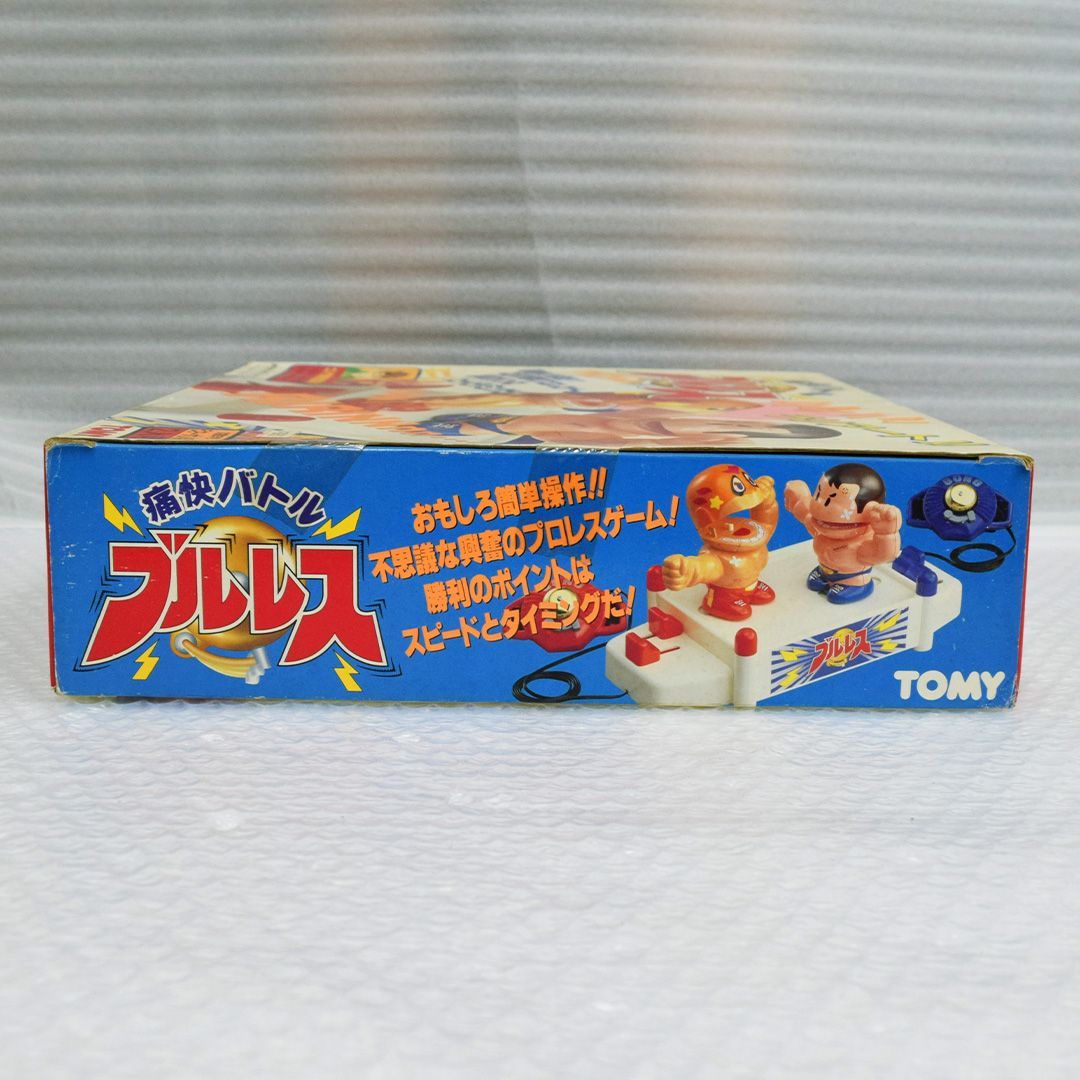 痛快バトル
ブルレス
おもしろ簡単操作!!
不思議な興奮のプロレスゲーム!
勝利のポイントは
スピードとタイミングだ!
ブルレス
TOMY